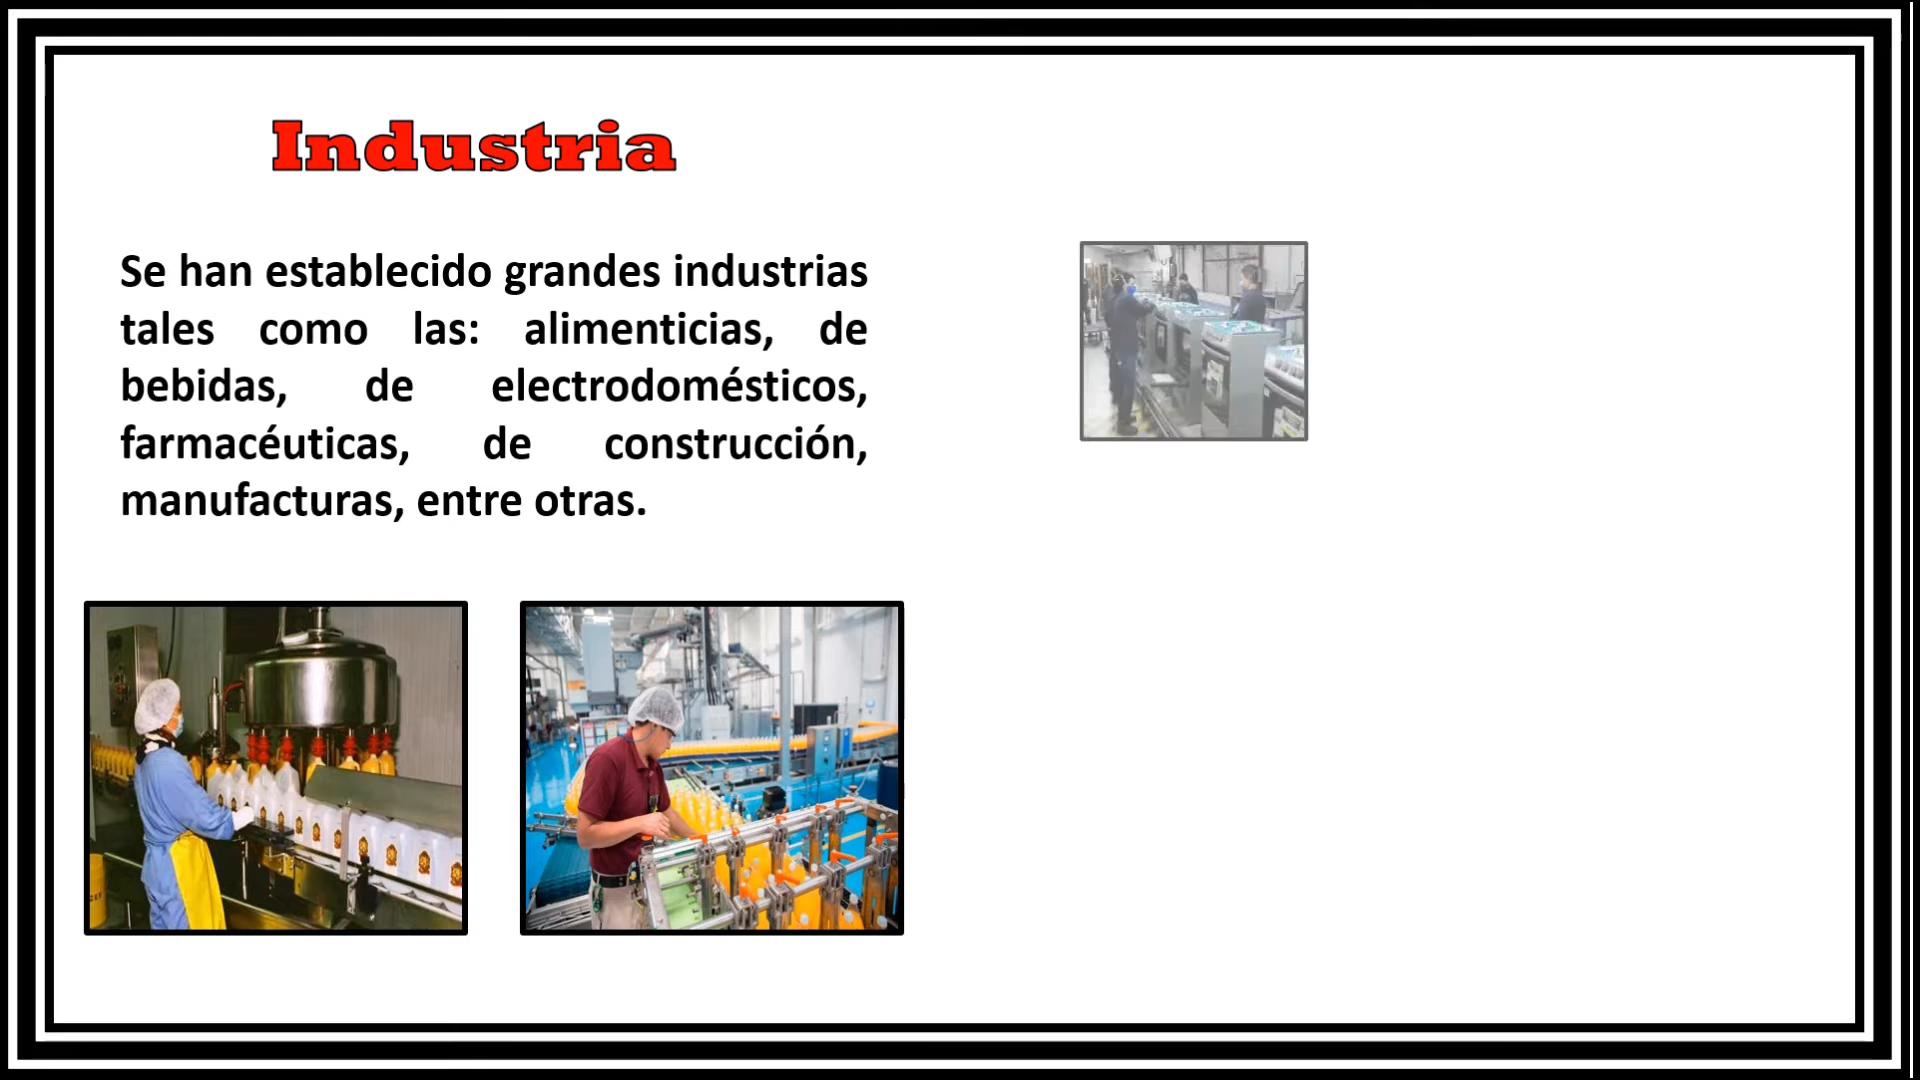 Industria
Se han establecido grandes industrias
tales como las: alimenticias, de
bebidas, de electrodomésticos,
farmacéuticas, de construcción,
manufacturas, entre otras.